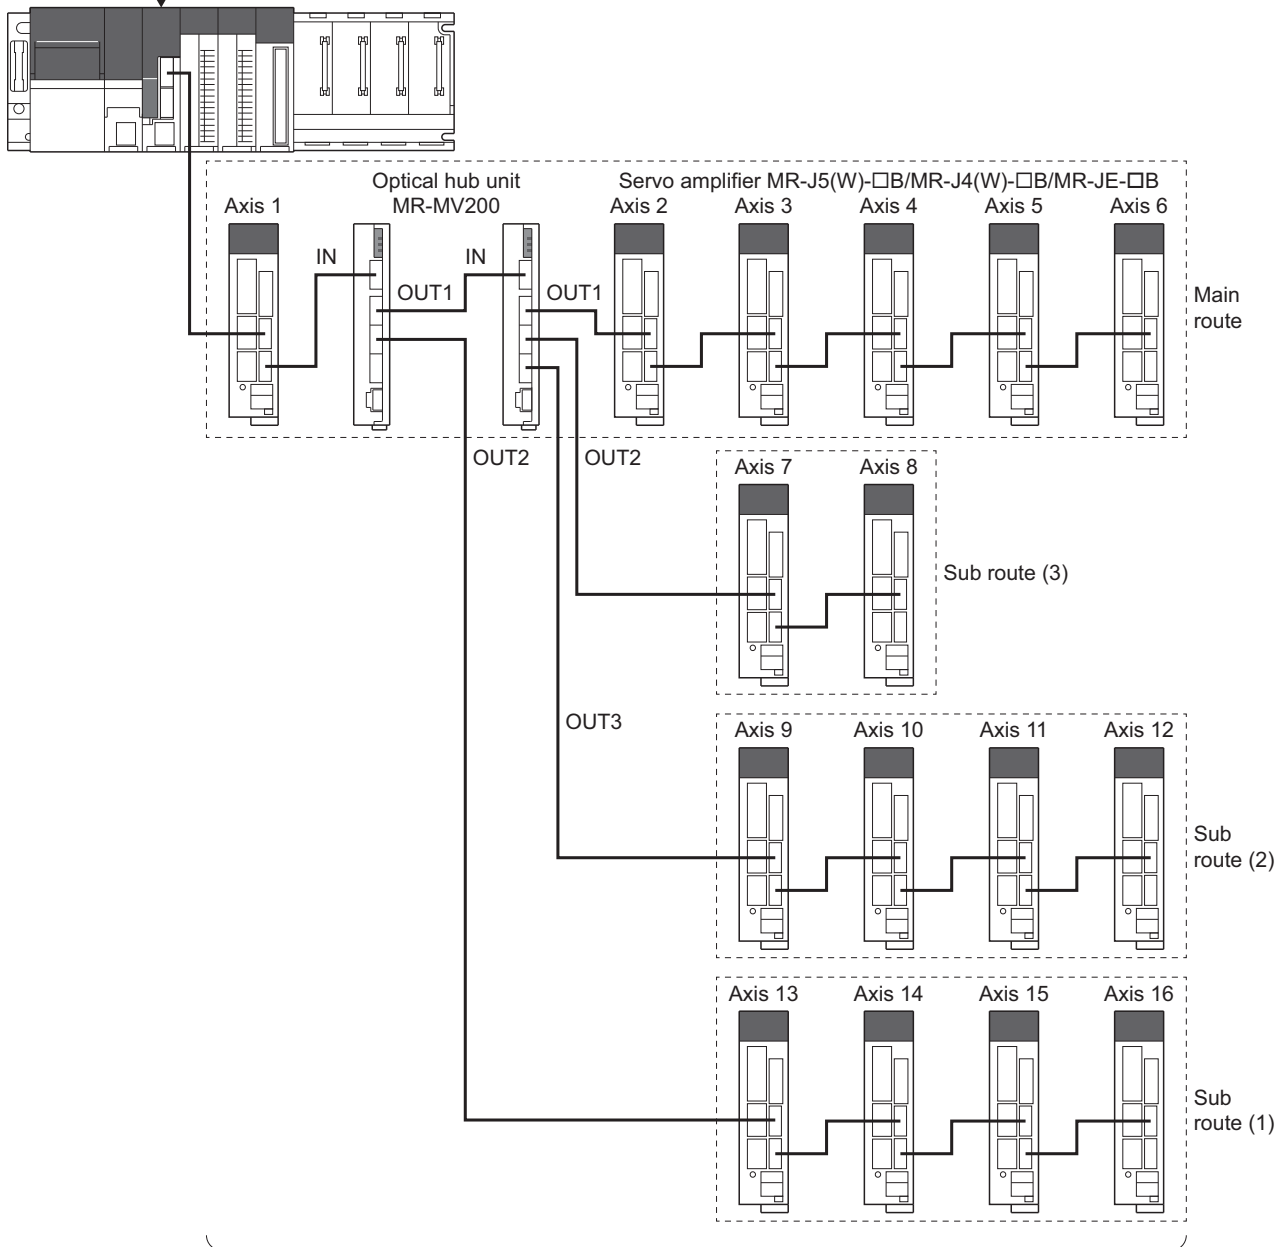 Optical hub unit
MR-MV200
Servo amplifier MR-J5(W)-□B/MR-J4(W)-□B/MR-JE-□B
Axis 1
Axis 2
Axis 3
Axis 4
Axis 5
Axis 6
IN
OUT1
IN
OUT1
Main
route
OUT2
OUT2
Axis 7
Axis 8
Sub route (3)
OUT3
Axis 9
Axis 10
Axis 11
Axis 12
Sub
route (2)
Axis 13
Axis 14
Axis 15
Axis 16
Sub
route (1)